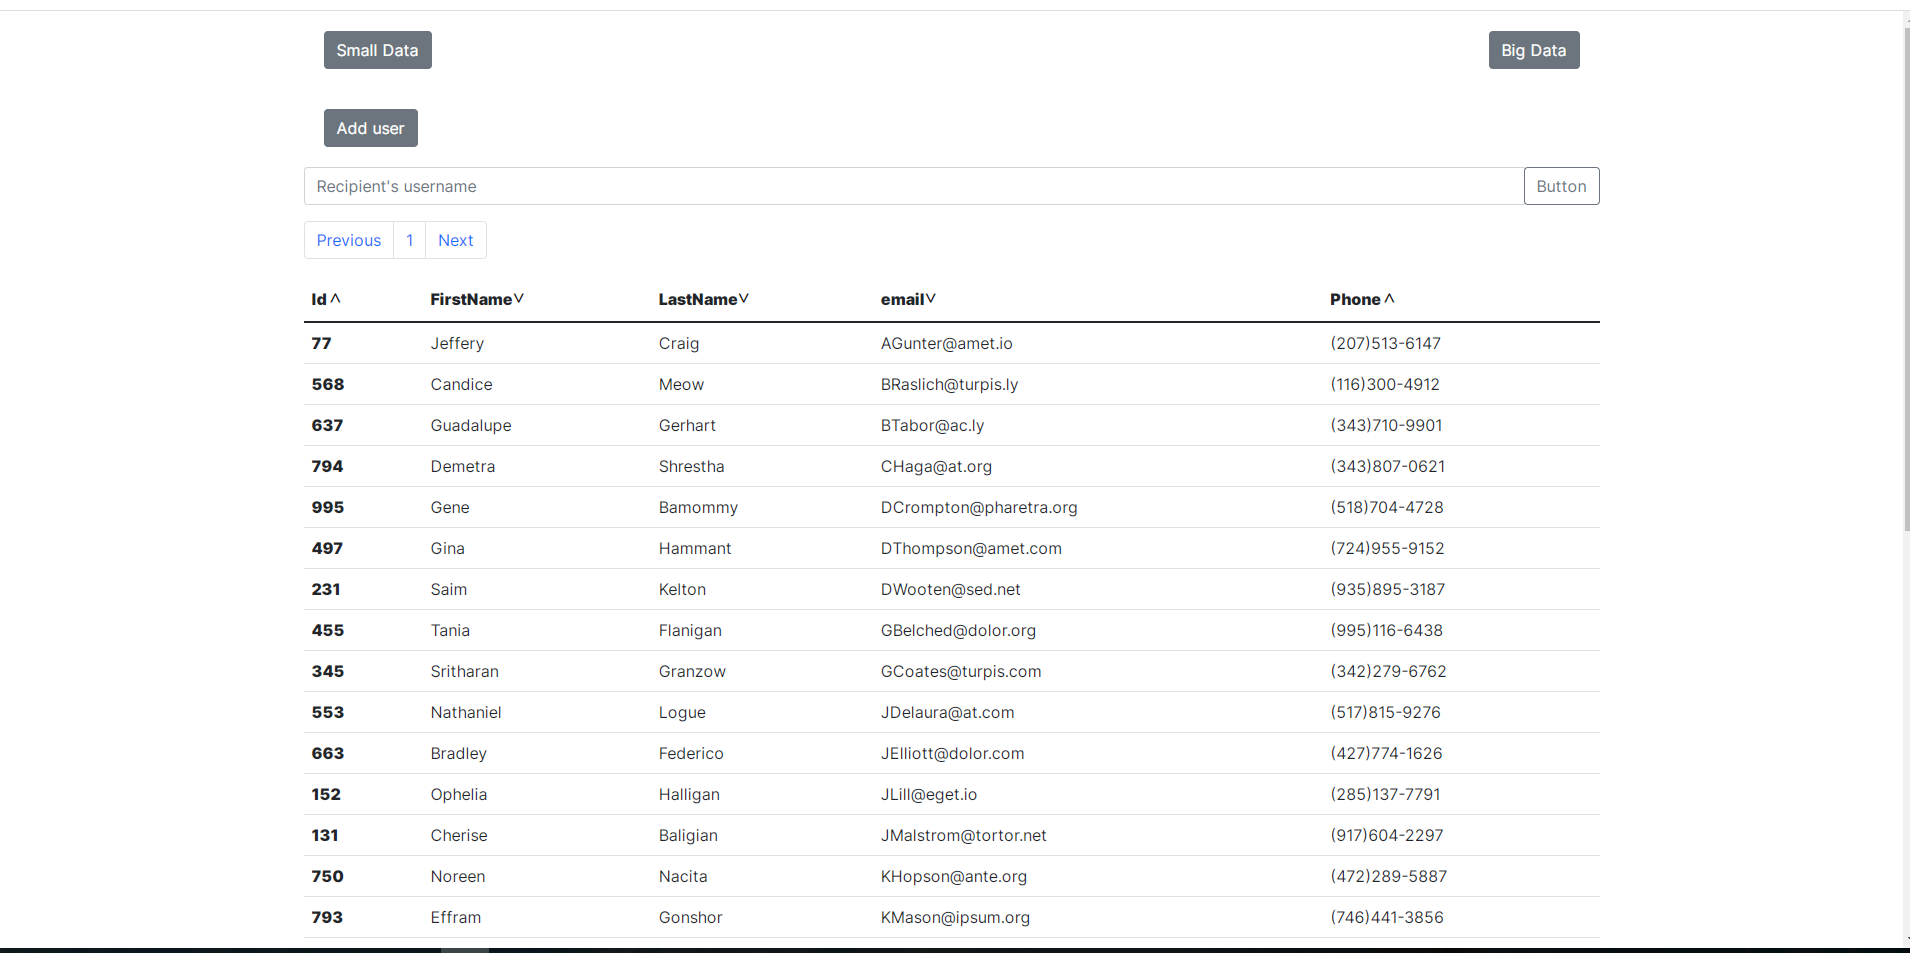 Small Data Big Data
Add user
Recipient's username Button
Previous 1 Next
Id ˄ FirstName˅ LastName˅ email˅ Phone ˄
77 Jeffery Craig AGunter@amet.io (207)513-6147
568 Candice Meow BRaslich@turpis.ly (116)300-4912
637 Guadalupe Gerhart BTabor@ac.ly (343)710-9901
794 Demetra Shrestha CHaga@at.org (343)807-0621
995 Gene Bamommy DCrompton@pharetra.org (518)704-4728
497 Gina Hammant DThompson@amet.com (724)955-9152
231 Saim Kelton DWooten@sed.net (935)895-3187
455 Tania Flanigan GBelched@dolor.org (995)116-6438
345 Sritharan Granzow GCoates@turpis.com (342)279-6762
553 Nathaniel Logue JDelaura@at.com (517)815-9276
663 Bradley Federico JElliott@dolor.com (427)774-1626
152 Ophelia Halligan JLill@eget.io (285)137-7791
131 Cherise Baligian JMalstrom@tortor.net (917)604-2297
750 Noreen Nacita KHopson@ante.org (472)289-5887
793 Effram Gonshor KMason@ipsum.org (746)441-3856